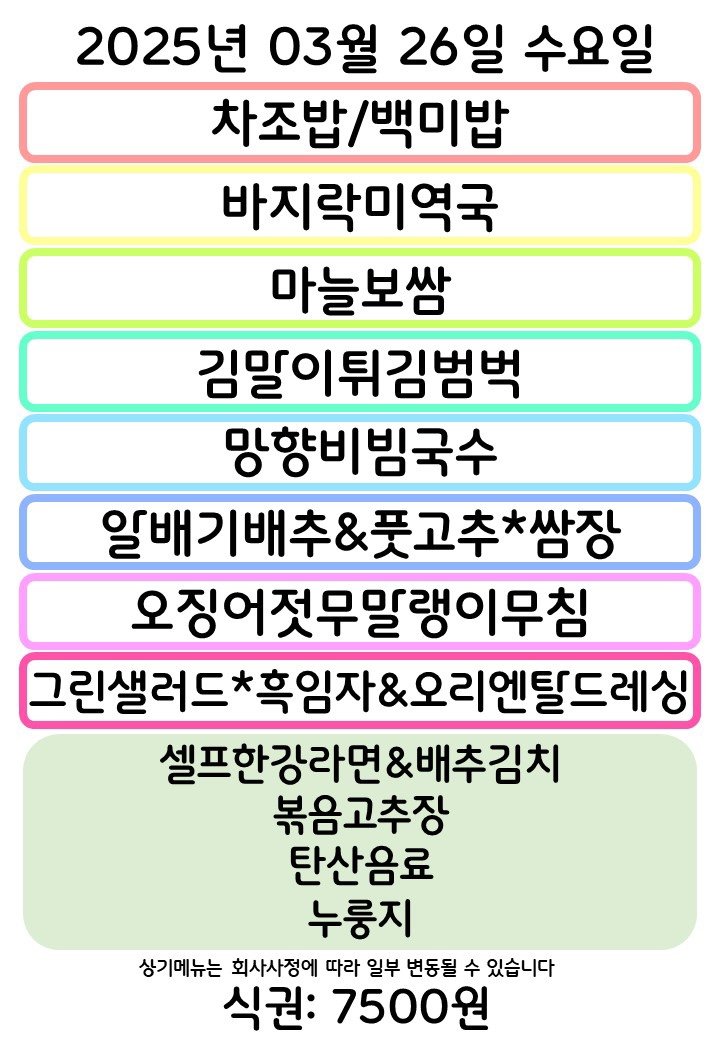 2025년 03월 26일 수요일
차조밥/백미밥
바지락미역국
마늘보쌈
김말이튀김범벅
망향비빔국수
알배기배추&풋고추*쌈장
오징어젓무말랭이무침
그린샐러드*흑임자&오리엔탈드레싱
셀프한강라면&배추김치
볶음고추장
탄산음료
누룽지
상기메뉴는 회사사정에 따라 일부 변동될 수 있습니다
식권: 7500원